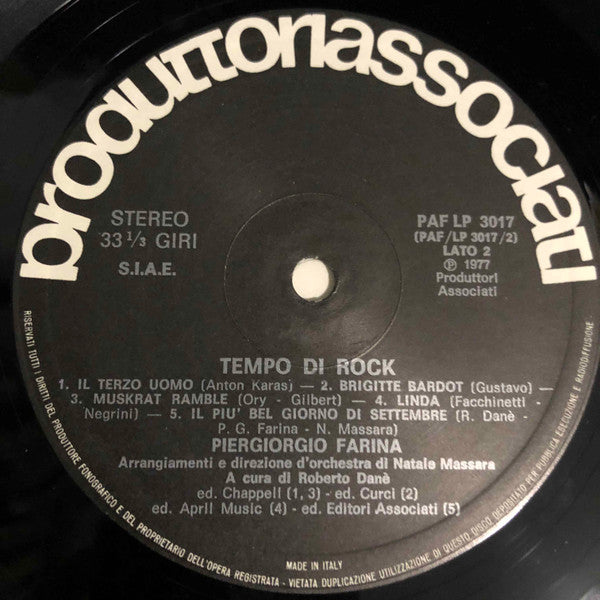 produttoriassociati
STEREO
33 1/3 GIRI
S.I.A.E.
PAF LP 3017
(PAF/LP 3017/2)
LATO 2
Ⓟ 1977
Produttori
Associati
TEMPO DI ROCK
1. IL TERZO UOMO (Anton Karas) — 2. BRIGITTE BARDOT (Gustavo) —
3. MUSKRAT RAMBLE (Ory - Gilbert) — 4. LINDA (Facchinetti -
Negrini) — 5. IL PIU' BEL GIORNO DI SETTEMBRE (R. Danè -
P. G. Farina - N. Massara)
PIERGIORGIO FARINA
Arrangiamenti e direzione d'orchestra di Natale Massara
A cura di Roberto Danè
ed. Chappell (1, 3) - ed. Curci (2)
ed. April Music (4) - ed. Editori Associati (5)
MADE IN ITALY
RISERVATI TUTTI I DIRITTI DEL PRODUTTORE FONOGRAFICO E DEL PROPRIETARIO DELL'OPERA REGISTRATA - VIETATA DUPLICAZIONE UTILIZZAZIONE DI QUESTO DISCO DEPOSITATO PER PUBBLICA ESECUZIONE E RADIODIFFUSIONE